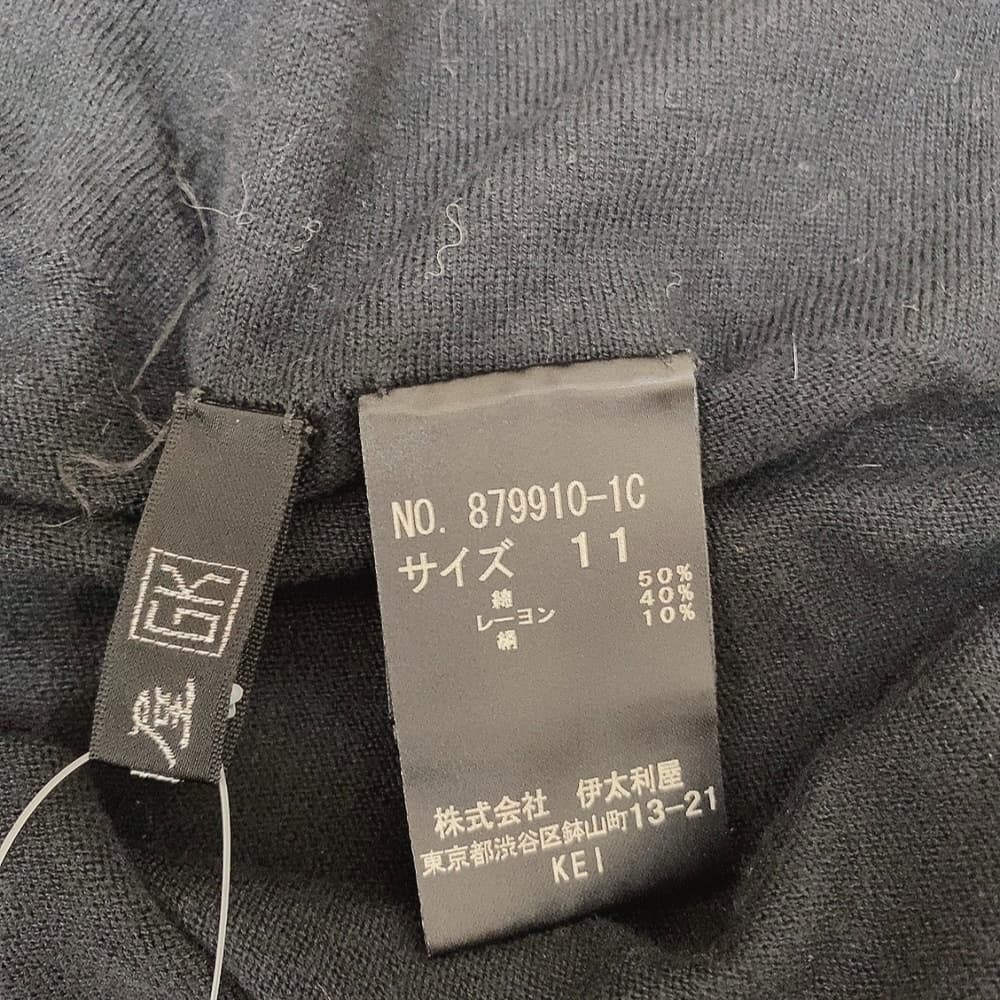 GK
屋
NO. 879910-1C
サイズ 11
綿 50%
レーヨン 40%
絹 10%
株式会社 伊太利屋
東京都渋谷区鉢山町13-21
KEI